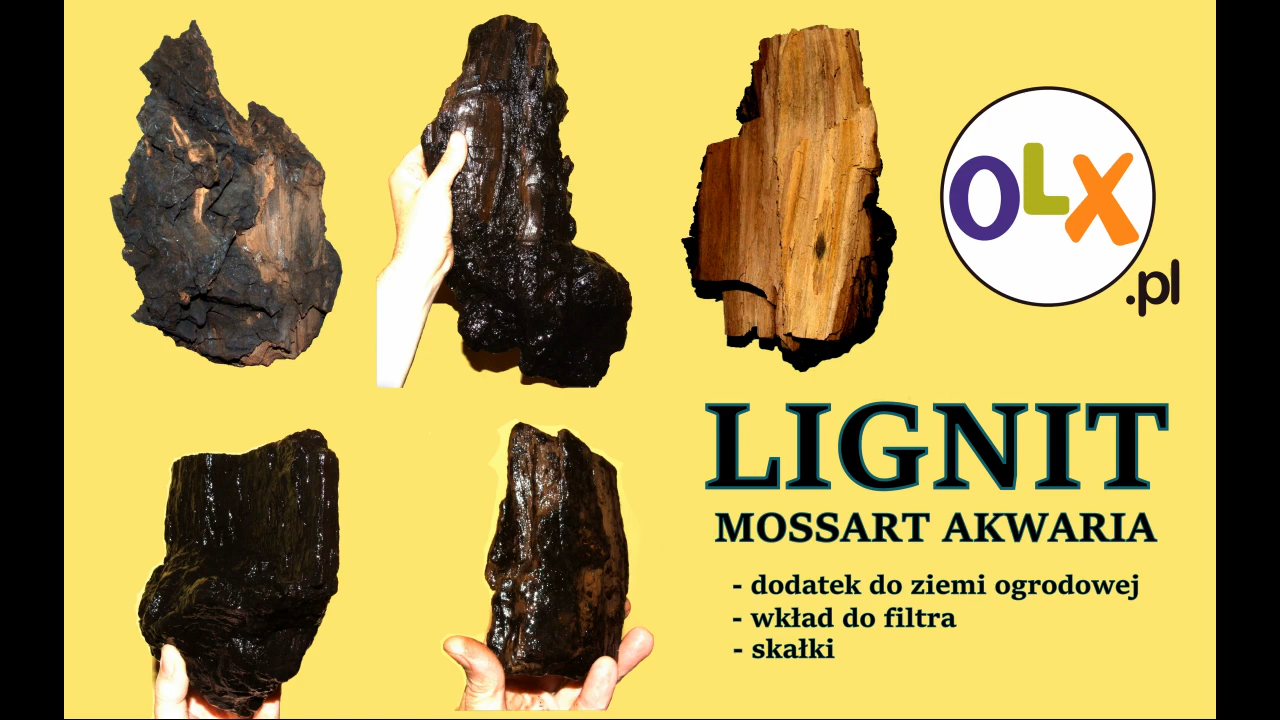 OLX
.pl
LIGNIT
MOSSART AKWARIA
- dodatek do ziemi ogrodowej
- wkład do filtra
- skałki